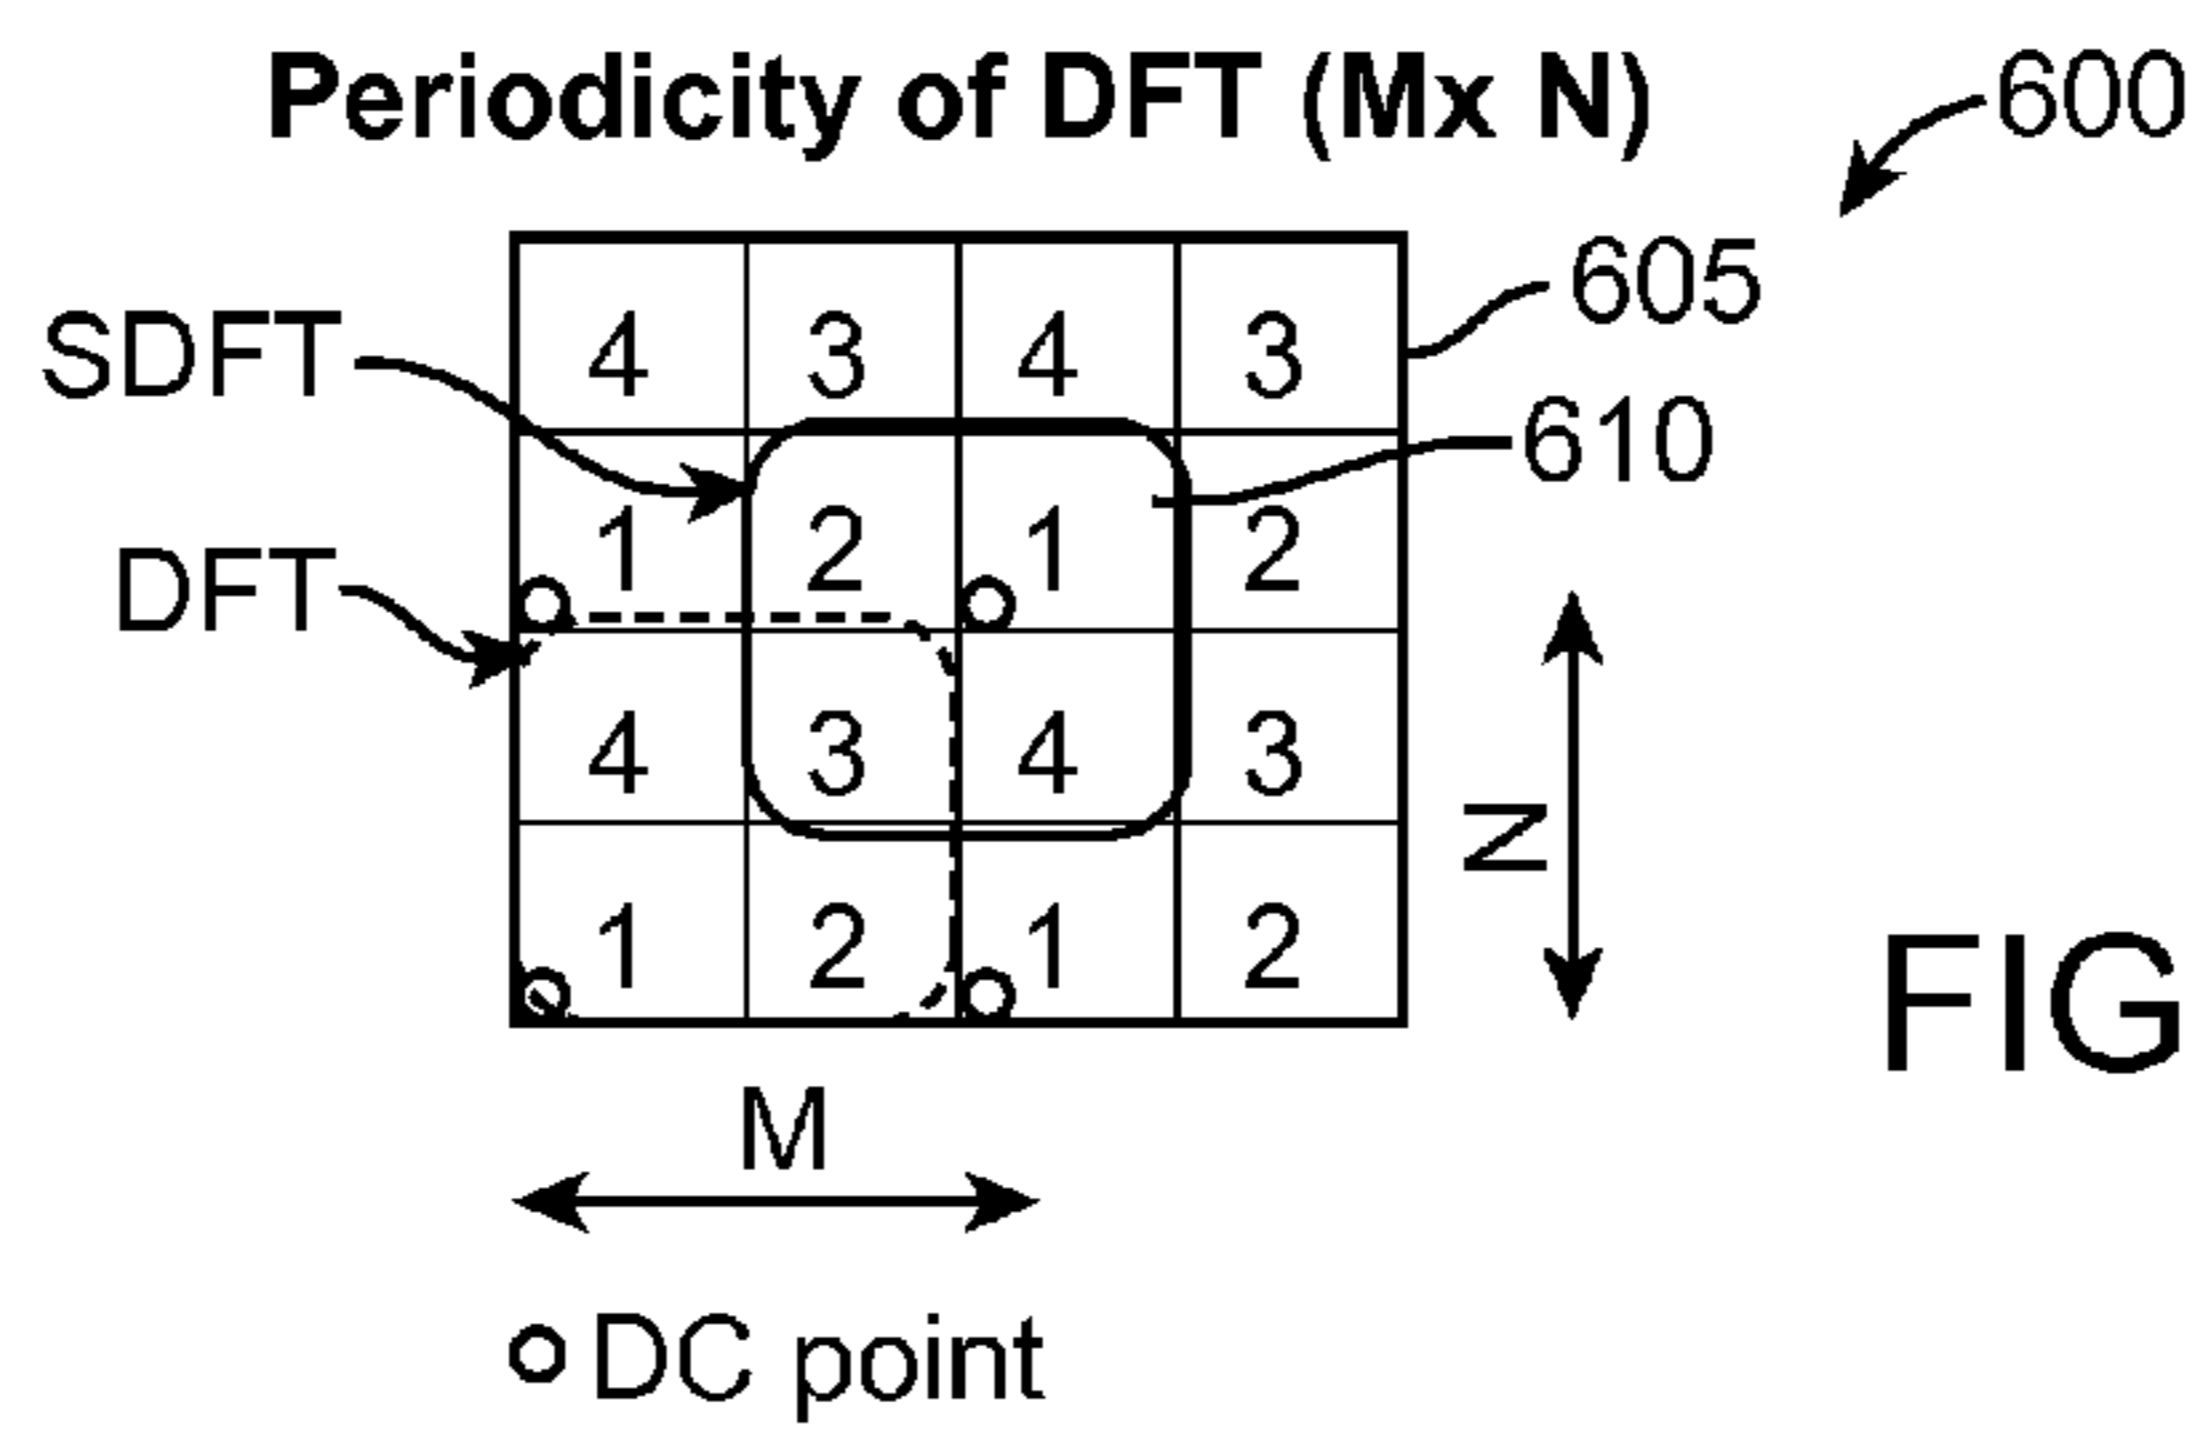 Periodicity of DFT (Mx N)
600
605
610
SDFT
DFT
4 3 4 3
1 2 1 2
4 3 4 3
1 2 1 2
N
M
DC point
FIG